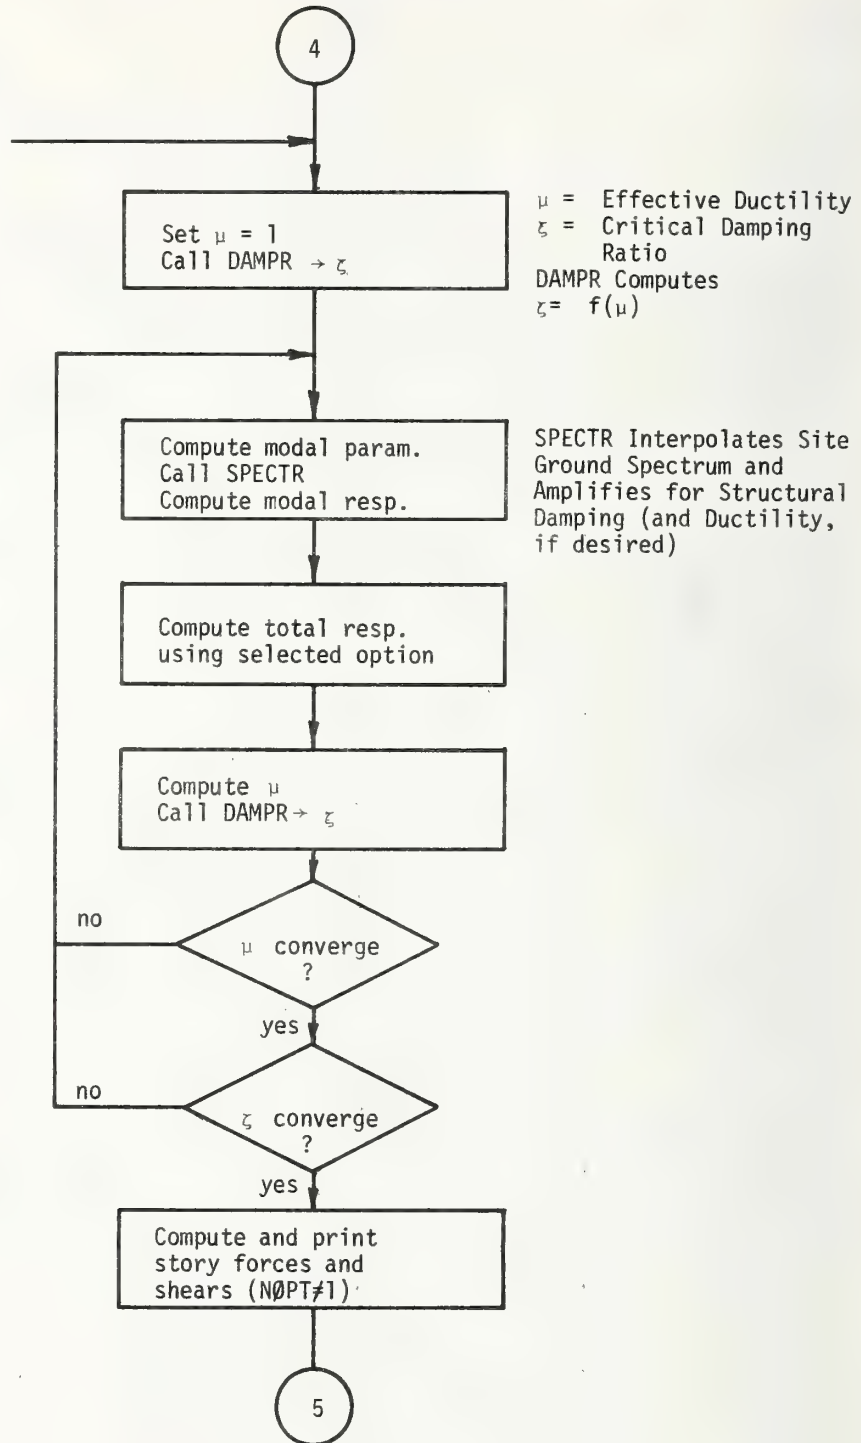 4
Set μ = 1
Call DAMPR → ζ
μ = Effective Ductility
ζ = Critical Damping
Ratio
DAMPR Computes
ζ= f(μ)
Compute modal param.
Call SPECTR
Compute modal resp.
SPECTR Interpolates Site
Ground Spectrum and
Amplifies for Structural
Damping (and Ductility,
if desired)
Compute total resp.
using selected option
Compute μ
Call DAMPR→ ζ
no
μ converge
?
yes
no
ζ converge
?
yes
Compute and print
story forces and
shears (NØPT≠1)
5